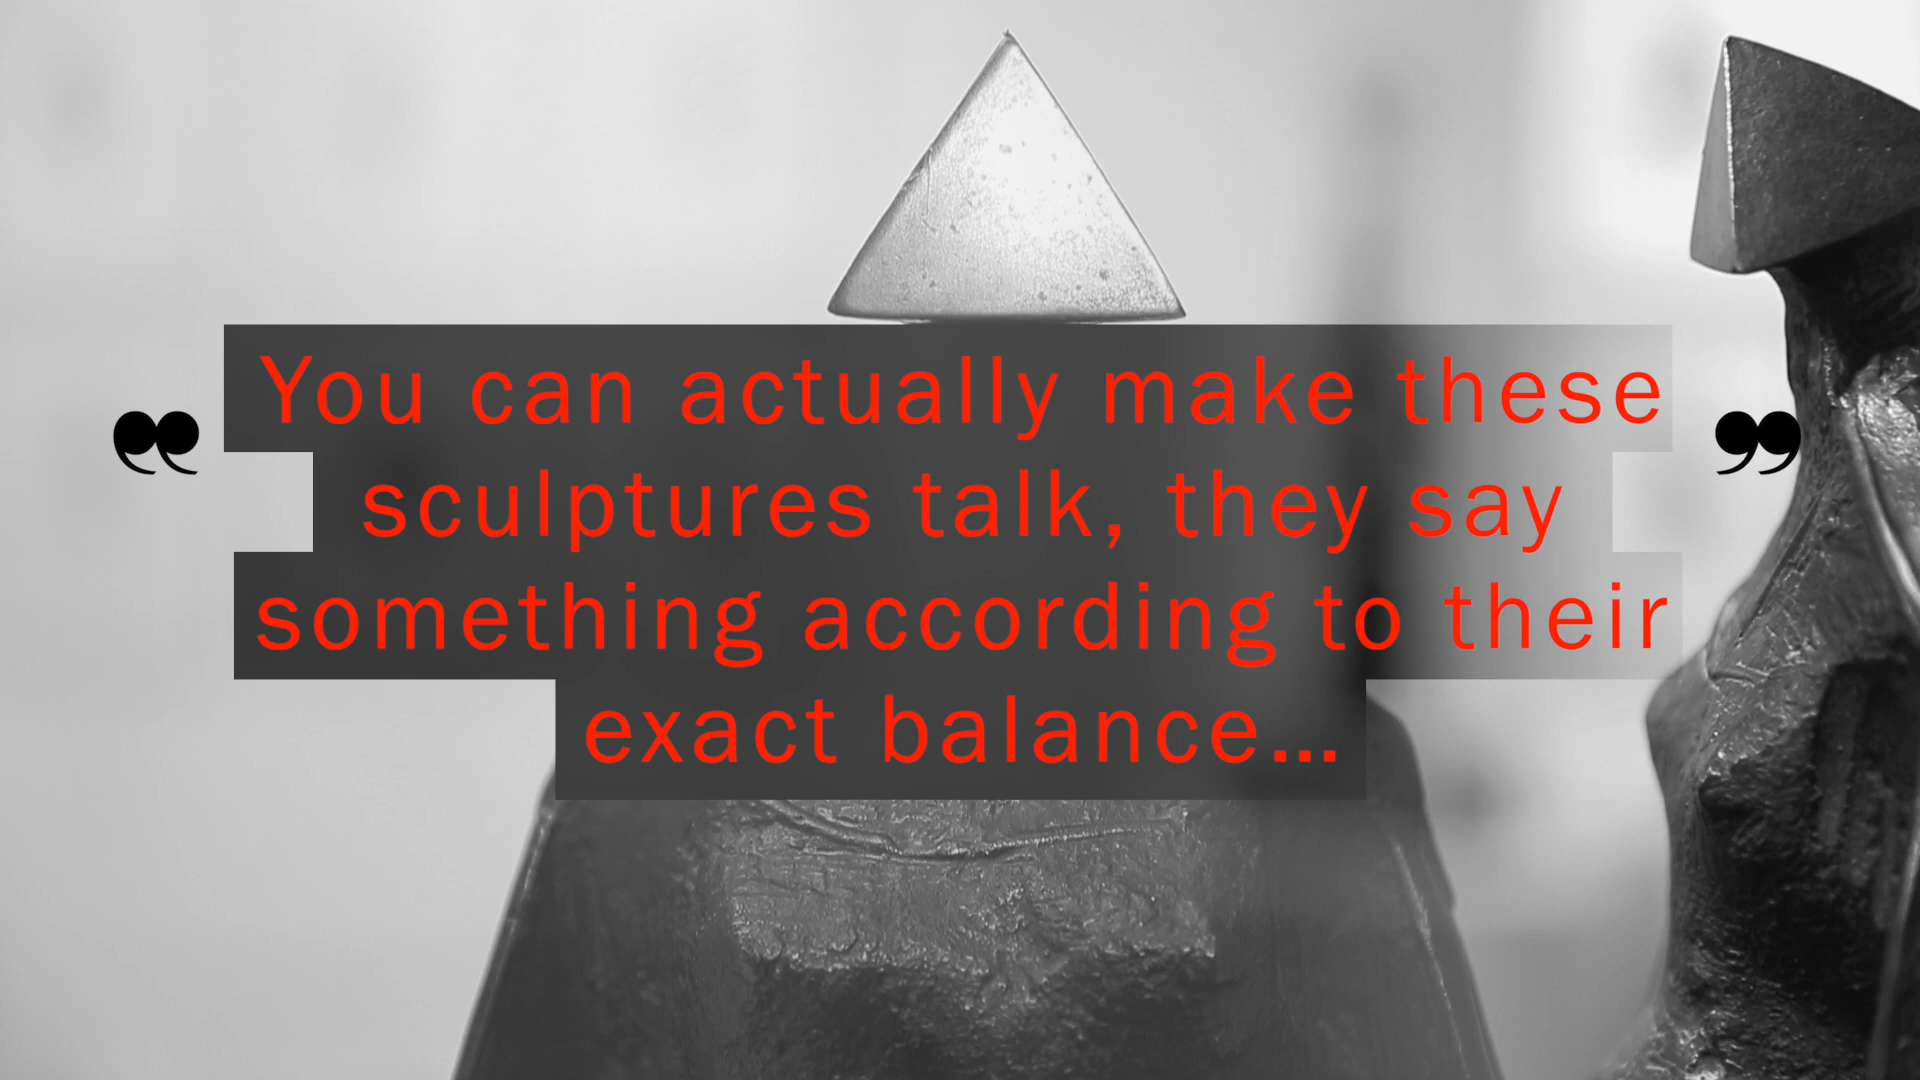 ❝ You can actually make these ❞
sculptures talk, they say
something according to their
exact balance...